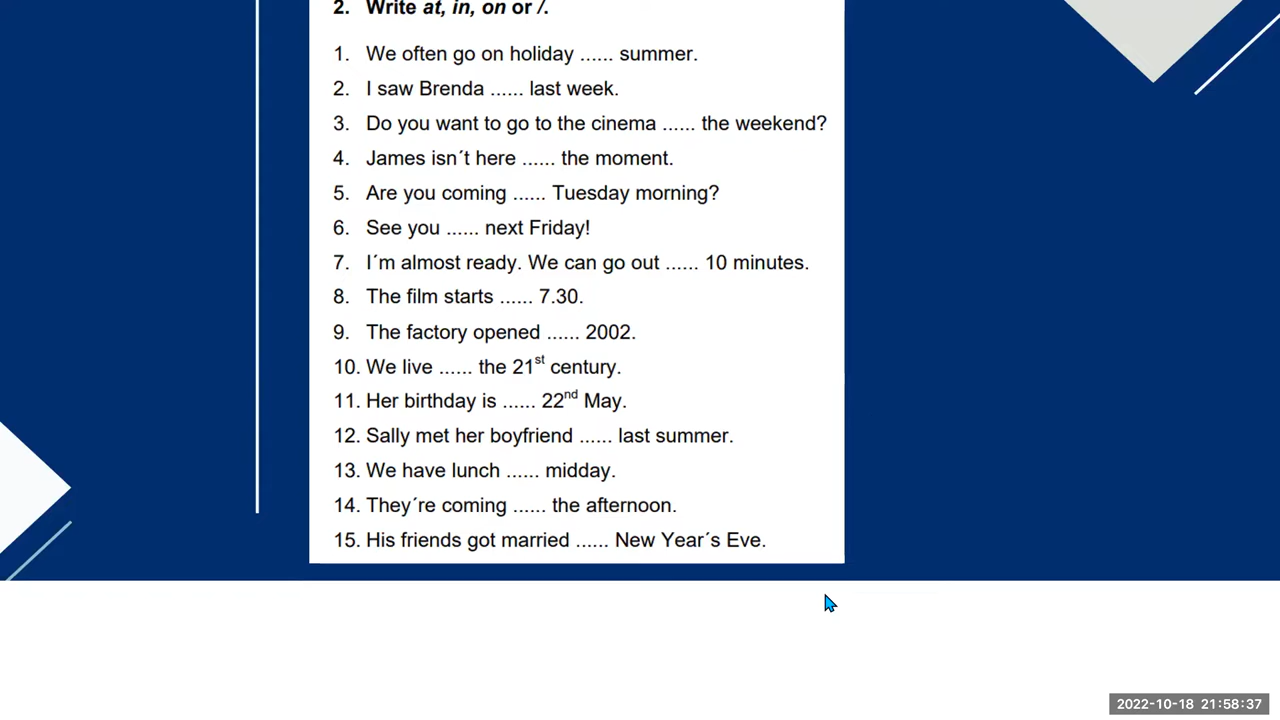 2. Write at, in, on or /.
1. We often go on holiday ...... summer.
2. I saw Brenda ...... last week.
3. Do you want to go to the cinema ...... the weekend?
4. James isn´t here ...... the moment.
5. Are you coming ...... Tuesday morning?
6. See you ...... next Friday!
7. I´m almost ready. We can go out ...... 10 minutes.
8. The film starts ...... 7.30.
9. The factory opened ...... 2002.
10. We live ...... the 21st century.
11. Her birthday is ...... 22nd May.
12. Sally met her boyfriend ...... last summer.
13. We have lunch ...... midday.
14. They´re coming ...... the afternoon.
15. His friends got married ...... New Year´s Eve.
2022-10-18 21:58:37